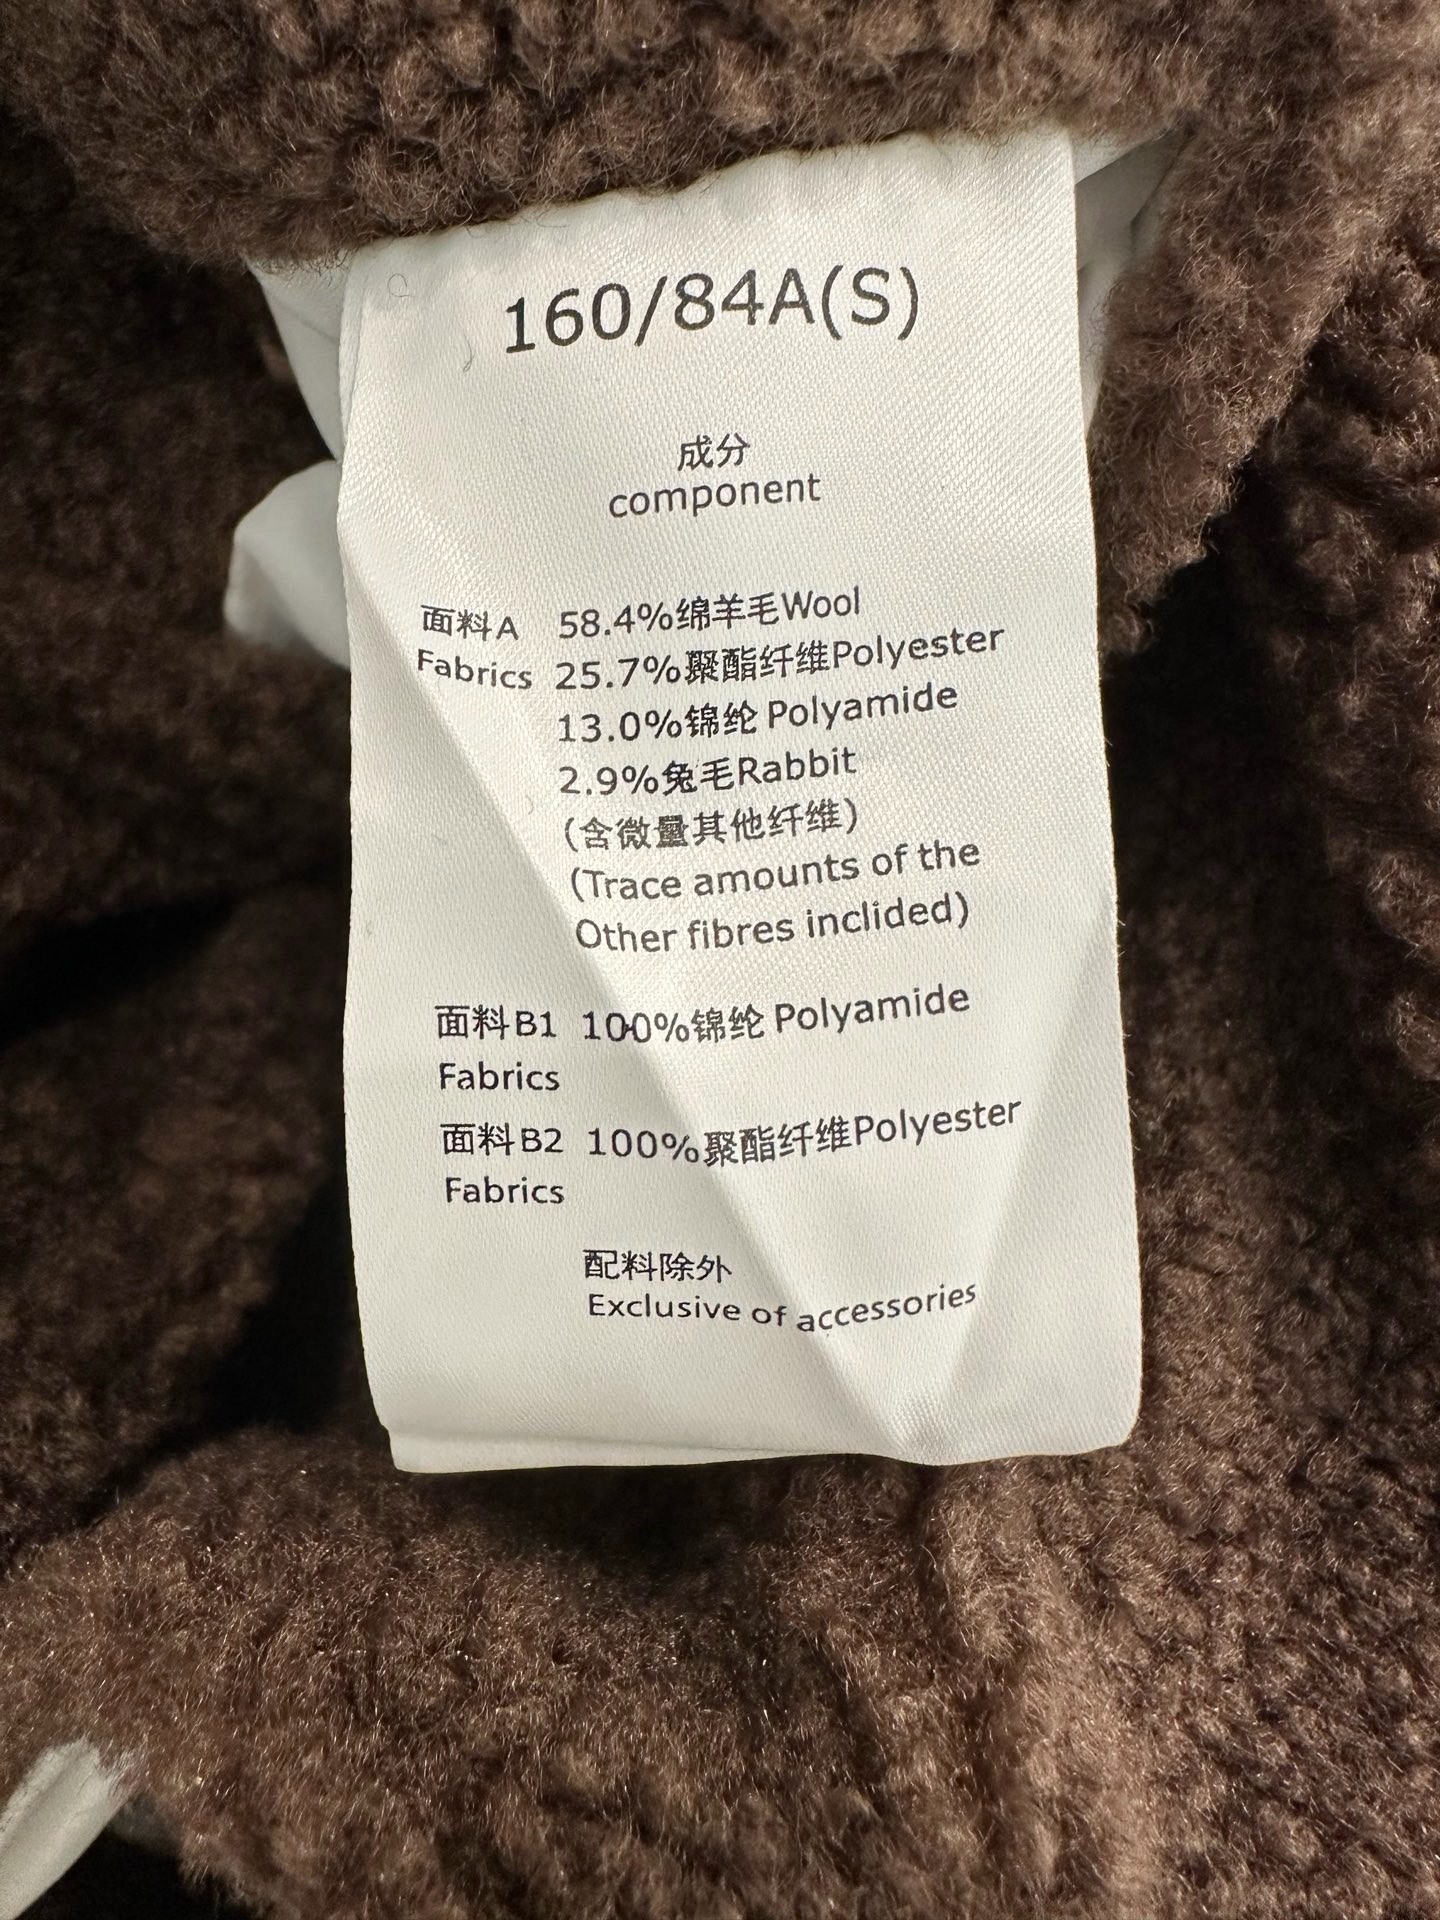 160/84A(S)
成分
component
面料A 58.4%绵羊毛Wool
Fabrics 25.7%聚酯纤维Polyester
13.0%锦纶 Polyamide
2.9%兔毛Rabbit
(含微量其他纤维)
(Trace amounts of the
Other fibres inclided)
面料B1 100%锦纶 Polyamide
Fabrics
面料B2 100%聚酯纤维Polyester
Fabrics
配料除外
Exclusive of accessories